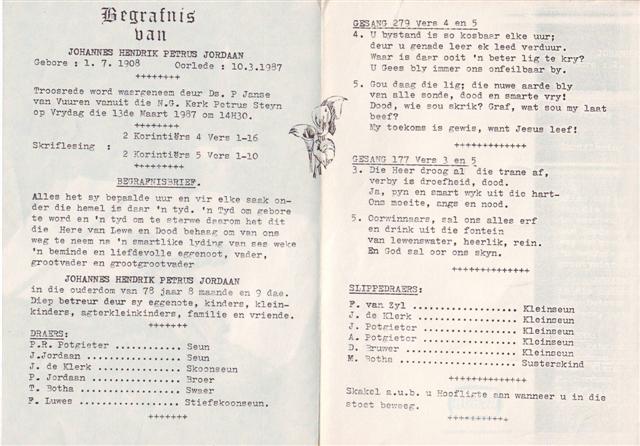 Begrafnis
van
JOHANNES HENDRIK PETRUS JORDAAN
Gebore : 1. 7. 1908 Oorlede : 10.3.1987
++++++++
Troosrede word waargeneem deur Ds. P Janse
van Vuuren vanuit die N.G. Kerk Petrus Steyn
op Vrydag die 13de Maart 1987 om 14H30.
++++++++
2 Korintiërs 4 Vers 1-16
Skriflesing :
2 Korintiërs 5 Vers 1-10
++++++++
BEGRAFNISBRIEF.
Alles het sy bepaalde uur en vir elke saak on-
der die hemel is daar 'n tyd. 'n Tyd om gebore
te word en 'n tyd om te sterwe daarom het dit
die Here van Lewe en Dood behaag om van ons
weg te neem na 'n smartlike lyding van ses weke
'n beminde en liefdevolle eggenoot, vader,
grootvader en grootgrootvader
JOHANNES HENDRIK PETRUS JORDAAN
in die ouderdom van 78 jaar 8 maande en 9 dae.
Diep betreur deur sy eggenote, kinders, klein-
kinders, agterkleinkinders, familie en vriende.
+++++++
DRAERS:
P.R. Potgieter ............. Seun
J.Jordaan .................. Seun
J. de Klerk ................ Skoonseun
P. Jordaan ................. Broer
T. Botha ................... Swaer
F. Luwes ................... Stiefskoonseun.
+++++++
GESANG 279 Vers 4 en 5
4. U bystand is so kosbaar elke uur;
deur u genade leer ek leed verduur.
Waar is daar ooit 'n beter lig te kry?
U Gees bly immer ons onfeilbaar by.
5. Gou daag die lig; die nuwe aarde bly
van alle sonde, dood en smarte vry!
Dood, wie sou skrik? Graf, wat sou my laat
beef?
My toekoms is gewis, want Jesus leef!
+++++++++++++
GESANG 177 Vers 3 en 5
3. Die Heer droog al die trane af,
verby is droefheid, dood.
Ja, pyn en smart wyk uit die hart-
Ons moeite, angs en nood.
5. Oorwinnaars, sal ons alles erf
en drink uit die fontein
van lewenswater, heerlik, rein.
En God sal oor ons skyn.
+++++++++++++
SLIPPEDRAERS:
F. van Zyl ................. Kleinseun
J. de Klerk ................ Kleinseun
J. Potgieter ............... Kleinseun
A. Potgieter ............... Kleinseun
D. Bruwer .................. Kleinseun
M. Botha ................... Susterskind
+++++++++++++
Skakel a.u.b. u Hoofligte aan wanneer u in die
stoet beweeg.
++++++++++